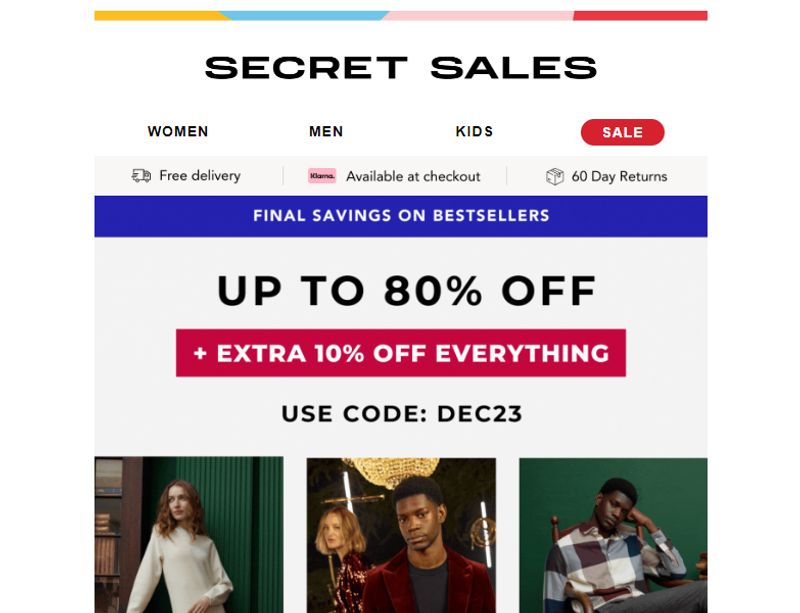 SECRET SALES
WOMEN MEN KIDS SALE
Free delivery Klarna. Available at checkout 60 Day Returns
FINAL SAVINGS ON BESTSELLERS
UP TO 80% OFF
+ EXTRA 10% OFF EVERYTHING
USE CODE: DEC23